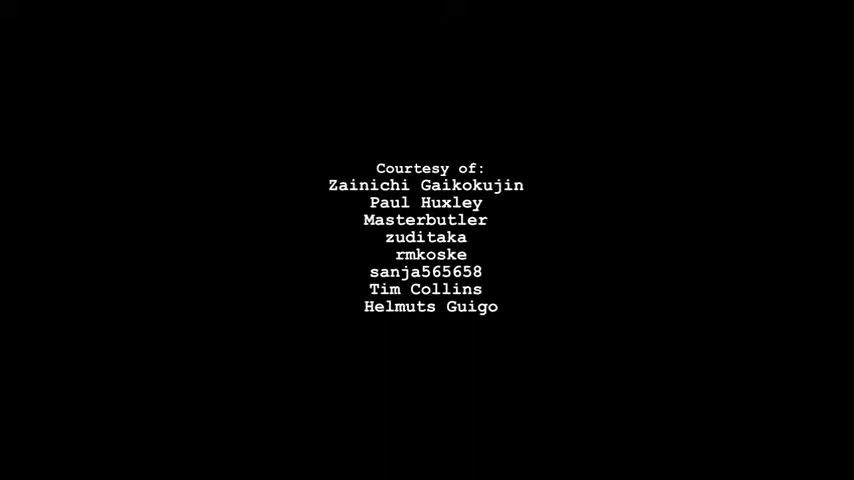 Courtesy of:
Zainichi Gaikokujin
Paul Huxley
Masterbutler
zuditaka
rmkoske
sanja565658
Tim Collins
Helmuts Guigo